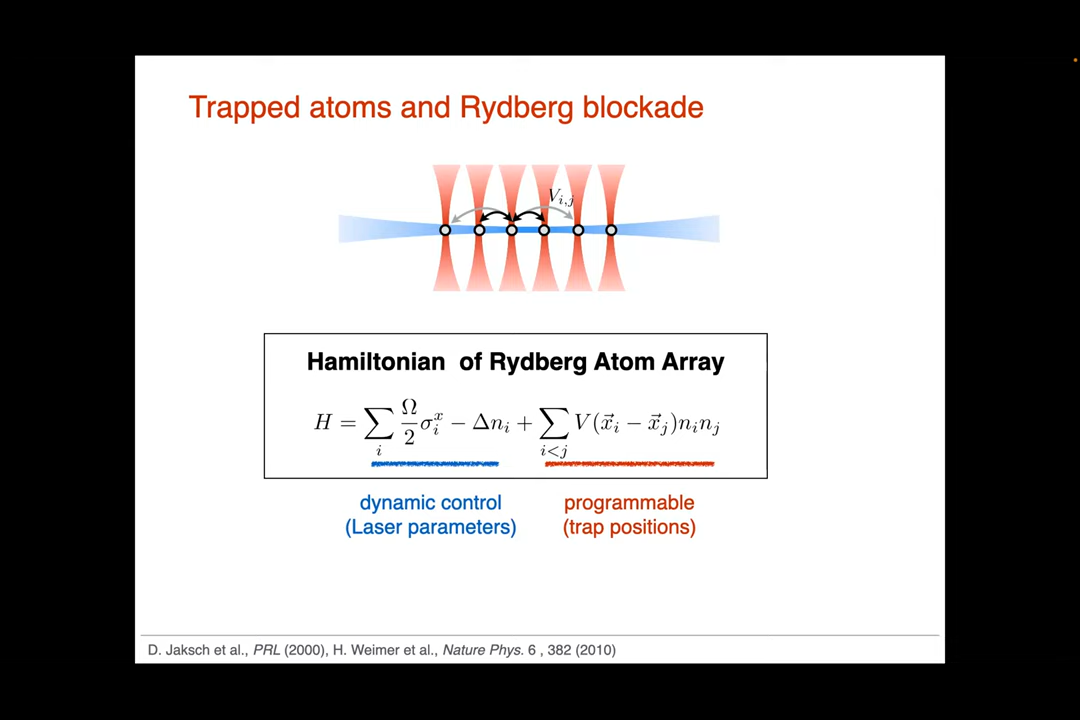 Trapped atoms and Rydberg blockade
V_{i,j}
Hamiltonian of Rydberg Atom Array
H = \sum_{i} \frac{\Omega}{2} \sigma_i^x - \Delta n_i + \sum_{i<j} V(\vec{x}_i - \vec{x}_j) n_i n_j
dynamic control programmable
(Laser parameters) (trap positions)
D. Jaksch et al., PRL (2000), H. Weimer et al., Nature Phys. 6 , 382 (2010)